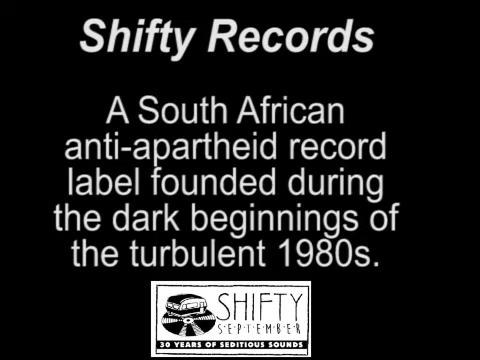 Shifty Records
A South African
anti-apartheid record
label founded during
the dark beginnings of
the turbulent 1980s.
SHIFTY
SEPTEMBER
30 YEARS OF SEDITIOUS SOUNDS